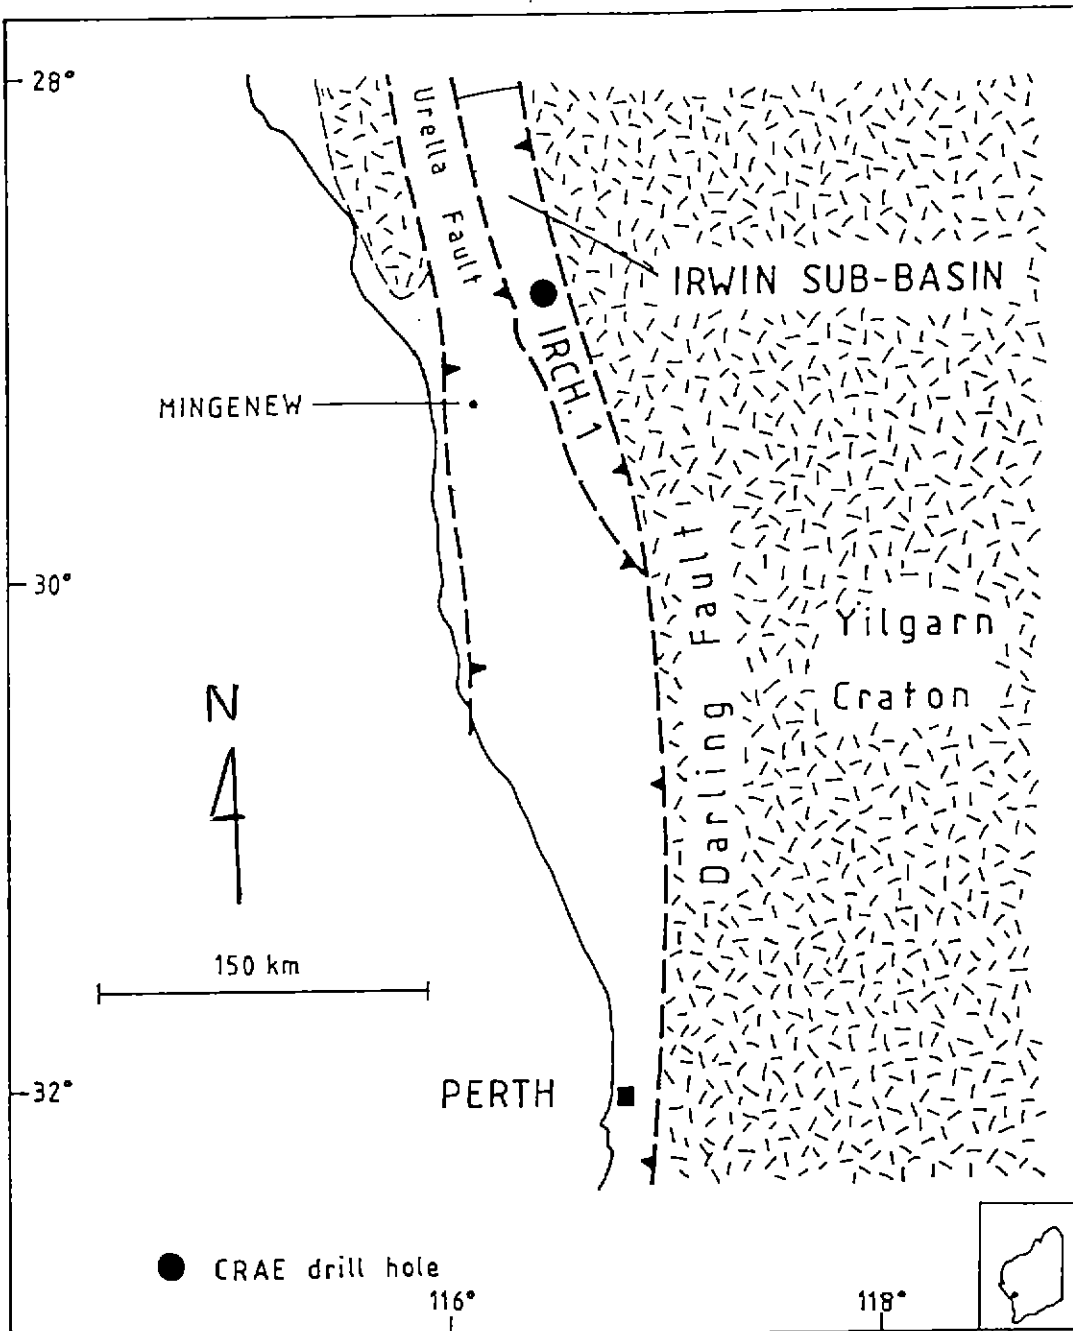 28°
Urella Fault
IRWIN SUB-BASIN
IRCH. 1
MINGENEW
30°
Darling Fault
Yilgarn
Craton
N
150 km
32°
PERTH
CRAE drill hole
116°
118°